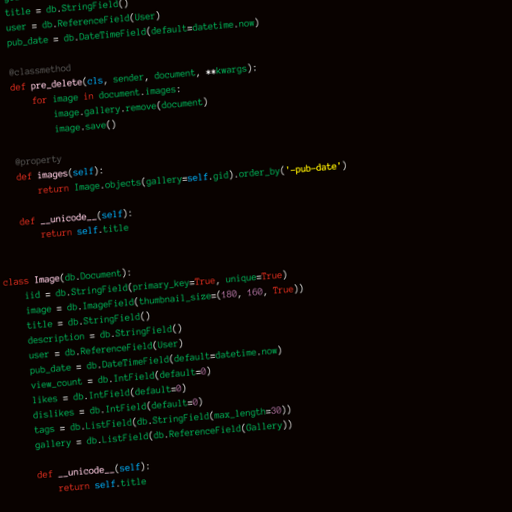 title = db.StringField()
user = db.ReferenceField(User)
pub_date = db.DateTimeField(default=datetime.now)
@classmethod
def pre_delete(cls, sender, document, **kwargs):
for image in document.images:
image.gallery.remove(document)
image.save()
@property
def images(self):
return Image.objects(gallery=self.gid).order_by('-pub-date')
def __unicode__(self):
return self.title
class Image(db.Document):
iid = db.StringField(primary_key=True, unique=True)
image = db.ImageField(thumbnail_size=(180, 160, True))
title = db.StringField()
description = db.StringField()
user = db.ReferenceField(User)
pub_date = db.DateTimeField(default=datetime.now)
view_count = db.IntField(default=0)
likes = db.IntField(default=0)
dislikes = db.IntField(default=0)
tags = db.ListField(db.StringField(max_length=30))
gallery = db.ListField(db.ReferenceField(Gallery))
def __unicode__(self):
return self.title